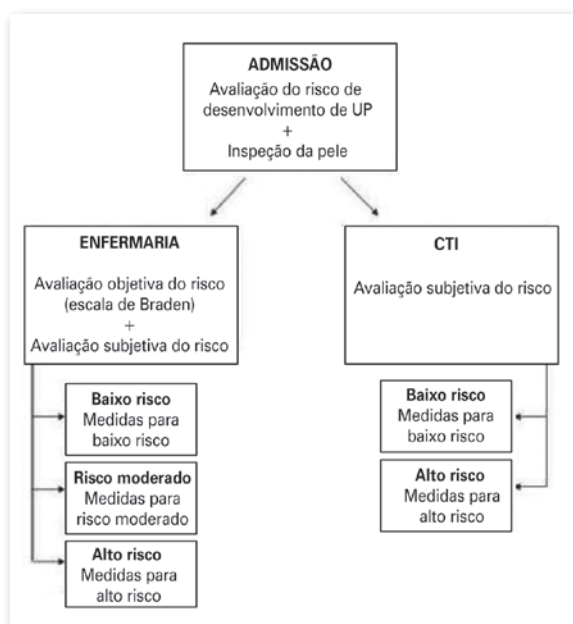 ADMISSÃO
Avaliação do risco de
desenvolvimento de UP
+
Inspeção da pele
ENFERMARIA
Avaliação objetiva do risco
(escala de Braden)
+
Avaliação subjetiva do risco
CTI
Avaliação subjetiva do risco
Baixo risco
Medidas para
baixo risco
Risco moderado
Medidas para
risco moderado
Alto risco
Medidas para
alto risco
Baixo risco
Medidas para
baixo risco
Alto risco
Medidas para
alto risco